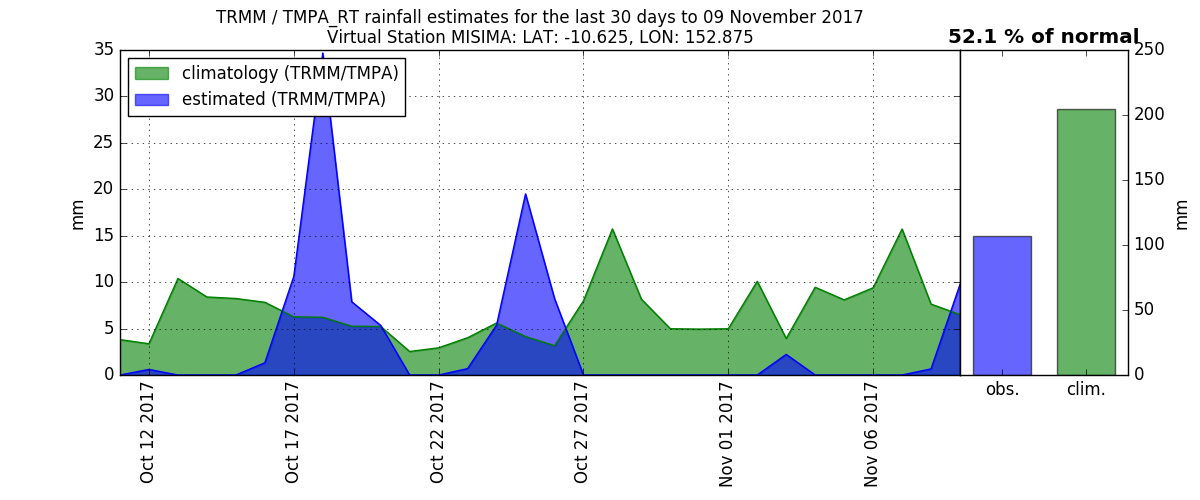 TRMM / TMPA_RT rainfall estimates for the last 30 days to 09 November 2017
Virtual Station MISIMA: LAT: -10.625, LON: 152.875
52.1 % of normal
climatology (TRMM/TMPA)
estimated (TRMM/TMPA)
mm
35
30
25
20
15
10
5
0
Oct 12 2017
Oct 17 2017
Oct 22 2017
Oct 27 2017
Nov 01 2017
Nov 06 2017
obs.
clim.
250
200
150
100
50
0
mm